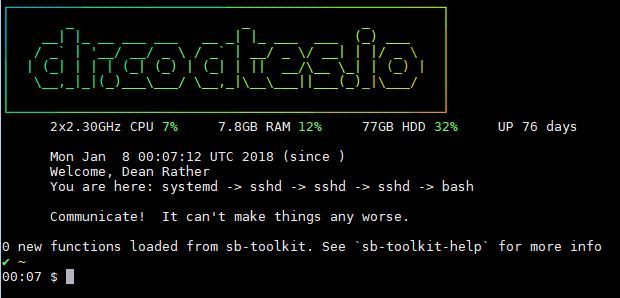 dr.coates.io
2x2.30GHz CPU 7% 7.8GB RAM 12% 77GB HDD 32% UP 76 days
Mon Jan 8 00:07:12 UTC 2018 (since )
Welcome, Dean Rather
You are here: systemd -> sshd -> sshd -> sshd -> bash
Communicate! It can't make things any worse.
0 new functions loaded from sb-toolkit. See `sb-toolkit-help` for more info
✔ ~
00:07 $